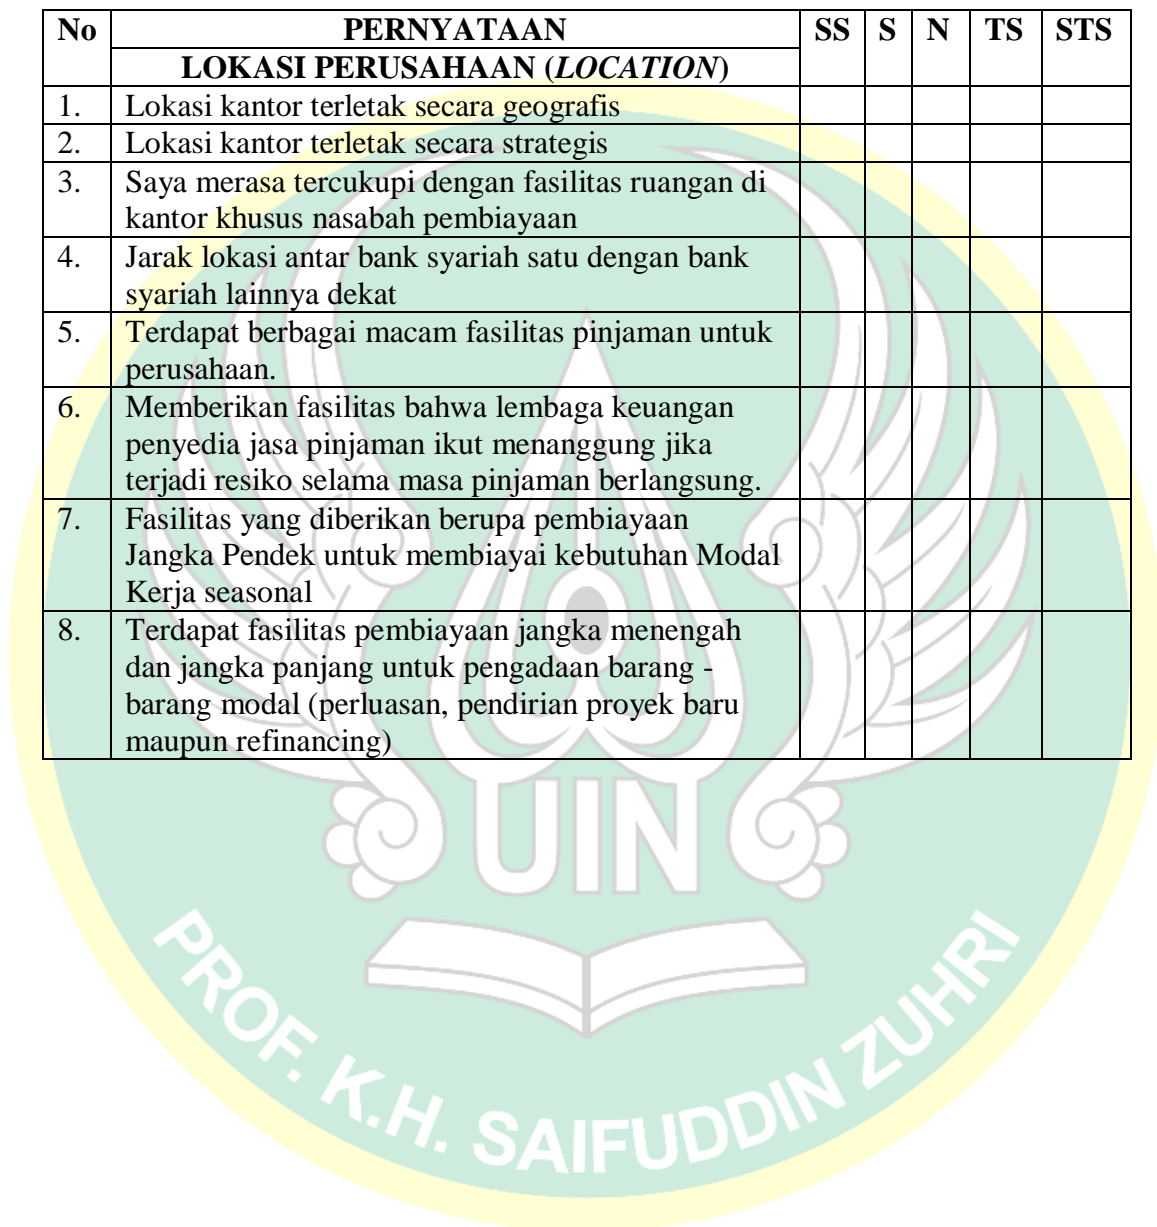 No PERNYATAAN SS S N TS STS
LOKASI PERUSAHAAN (LOCATION)
1. Lokasi kantor terletak secara geografis
2. Lokasi kantor terletak secara strategis
3. Saya merasa tercukupi dengan fasilitas ruangan di
kantor khusus nasabah pembiayaan
4. Jarak lokasi antar bank syariah satu dengan bank
syariah lainnya dekat
5. Terdapat berbagai macam fasilitas pinjaman untuk
perusahaan.
6. Memberikan fasilitas bahwa lembaga keuangan
penyedia jasa pinjaman ikut menanggung jika
terjadi resiko selama masa pinjaman berlangsung.
7. Fasilitas yang diberikan berupa pembiayaan
Jangka Pendek untuk membiayai kebutuhan Modal
Kerja seasonal
8. Terdapat fasilitas pembiayaan jangka menengah
dan jangka panjang untuk pengadaan barang -
barang modal (perluasan, pendirian proyek baru
maupun refinancing)
UIN
PROF. K.H. SAIFUDDIN ZUHRI